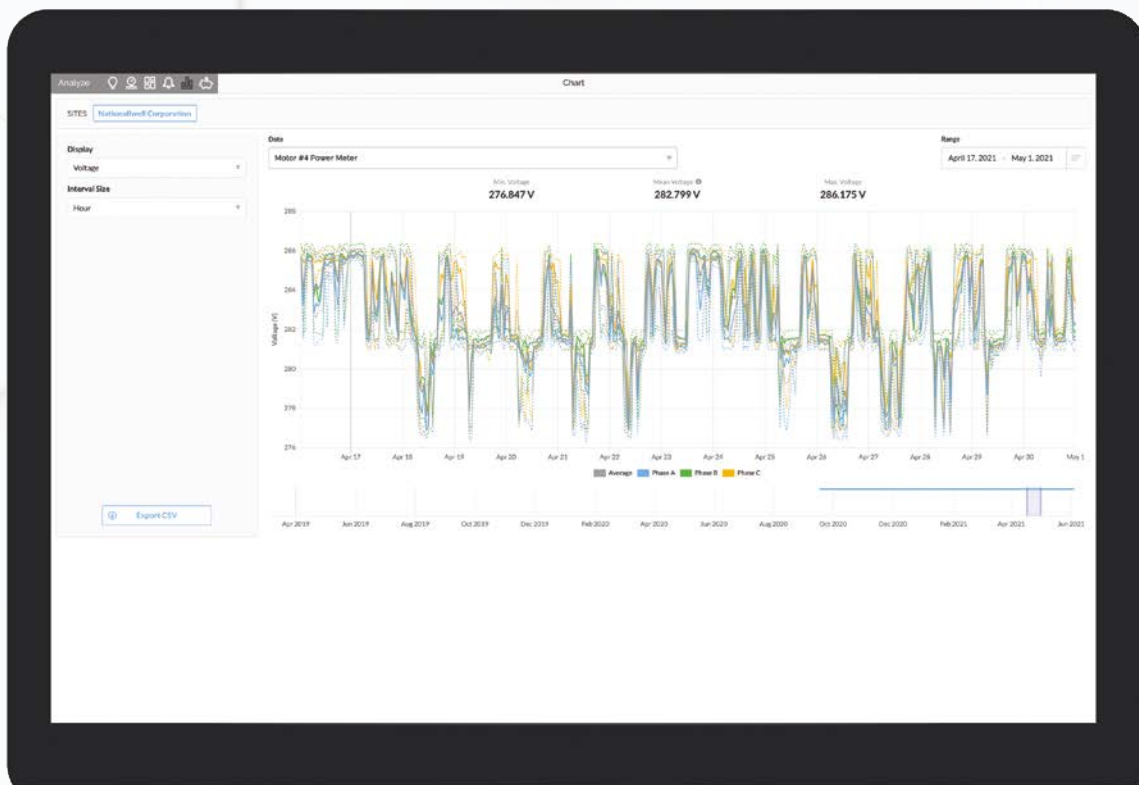 Analyze
Chart
SITES
Corporation
Display
Voltage
Interval Size
Hour
Export CSV
Data
Motor #4 Power Meter
Range
April 17, 2021 - May 1, 2021
Min. Voltage
276.847 V
Mean Voltage
282.799 V
Max. Voltage
286.175 V
Voltage (V)
286
284
282
280
278
276
Apr 17 Apr 18 Apr 19 Apr 20 Apr 21 Apr 22 Apr 23 Apr 24 Apr 25 Apr 26 Apr 27 Apr 28 Apr 29 Apr 30 May 1
Average Phase A Phase B Phase C
Apr 2019 Jun 2019 Aug 2019 Oct 2019 Dec 2019 Feb 2020 Apr 2020 Jun 2020 Aug 2020 Oct 2020 Dec 2020 Feb 2021 Apr 2021 Jun 2021